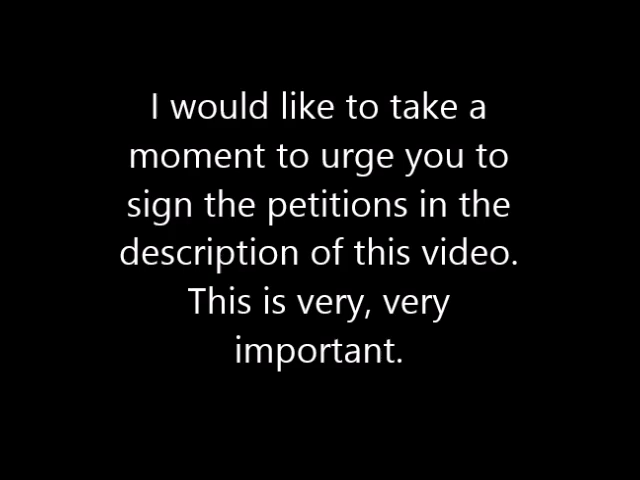 I would like to take a
moment to urge you to
sign the petitions in the
description of this video.
This is very, very
important.